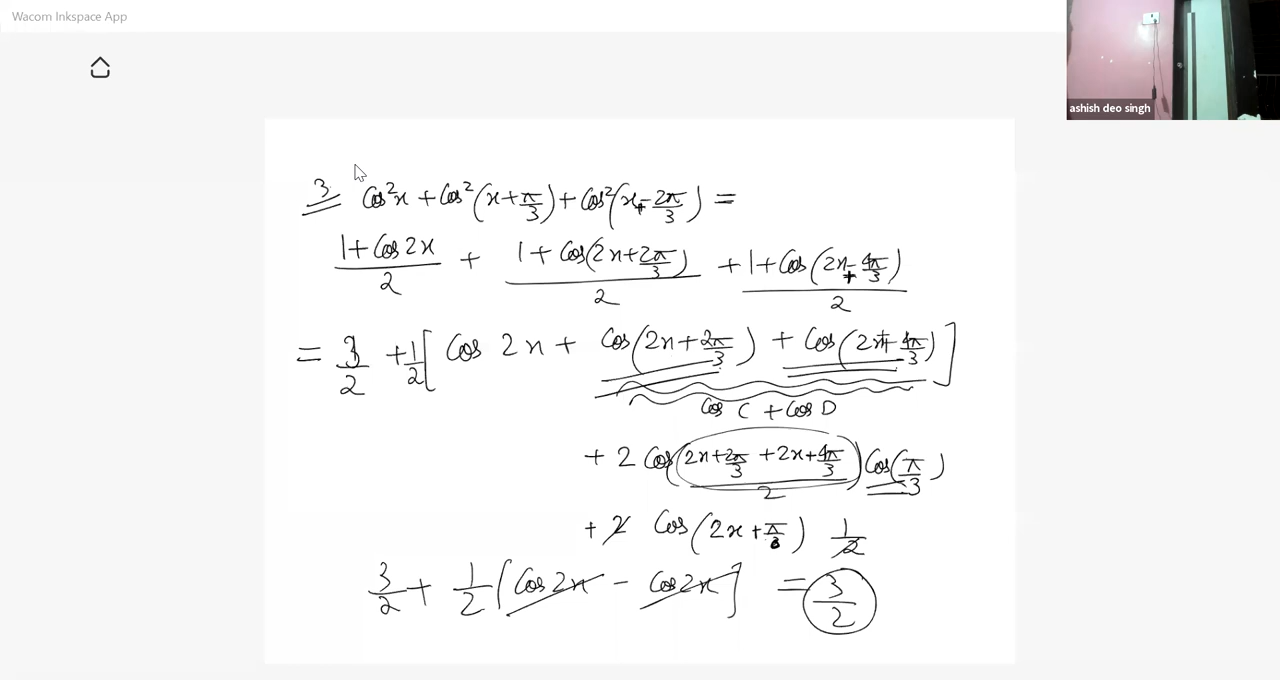 Wacom Inkspace App
ashish deo singh
3. Cos²x + Cos²(x+π/3) + Cos²(x+2π/3) =
(1+Cos 2x)/2 + (1+Cos(2x+2π/3))/2 + (1+Cos(2x+4π/3))/2
= 3/2 + 1/2[Cos 2x + Cos(2x+2π/3) + Cos(2x+4π/3)]
Cos C + Cos D
+ 2 Cos((2x+2π/3 + 2x+4π/3)/2) Cos(π/3)
+ 2 Cos(2x+π) 1/2
3/2 + 1/2[Cos 2x - Cos 2x] = 3/2